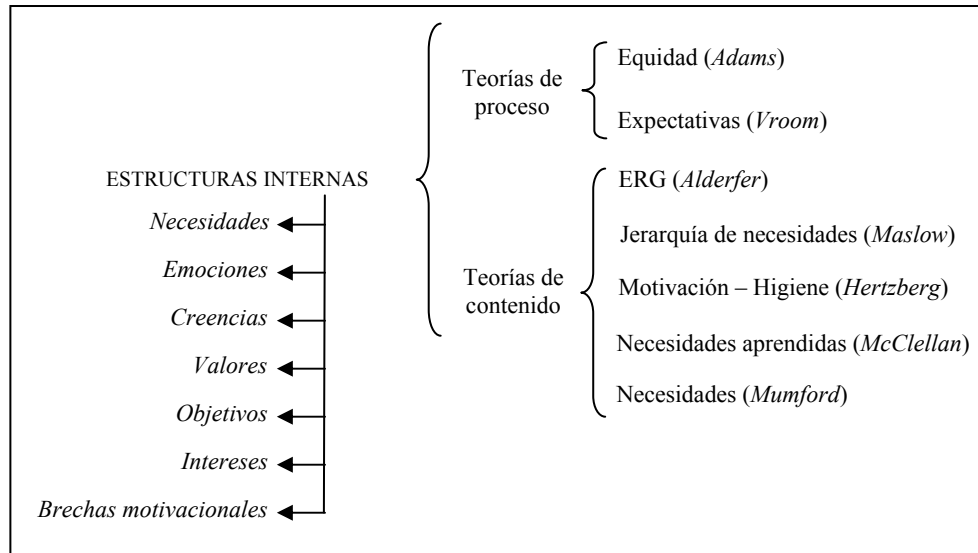 ESTRUCTURAS INTERNAS
Necesidades
Emociones
Creencias
Valores
Objetivos
Intereses
Brechas motivacionales
Teorías de
proceso
Equidad (Adams)
Expectativas (Vroom)
Teorías de
contenido
ERG (Alderfer)
Jerarquía de necesidades (Maslow)
Motivación – Higiene (Hertzberg)
Necesidades aprendidas (McClellan)
Necesidades (Mumford)